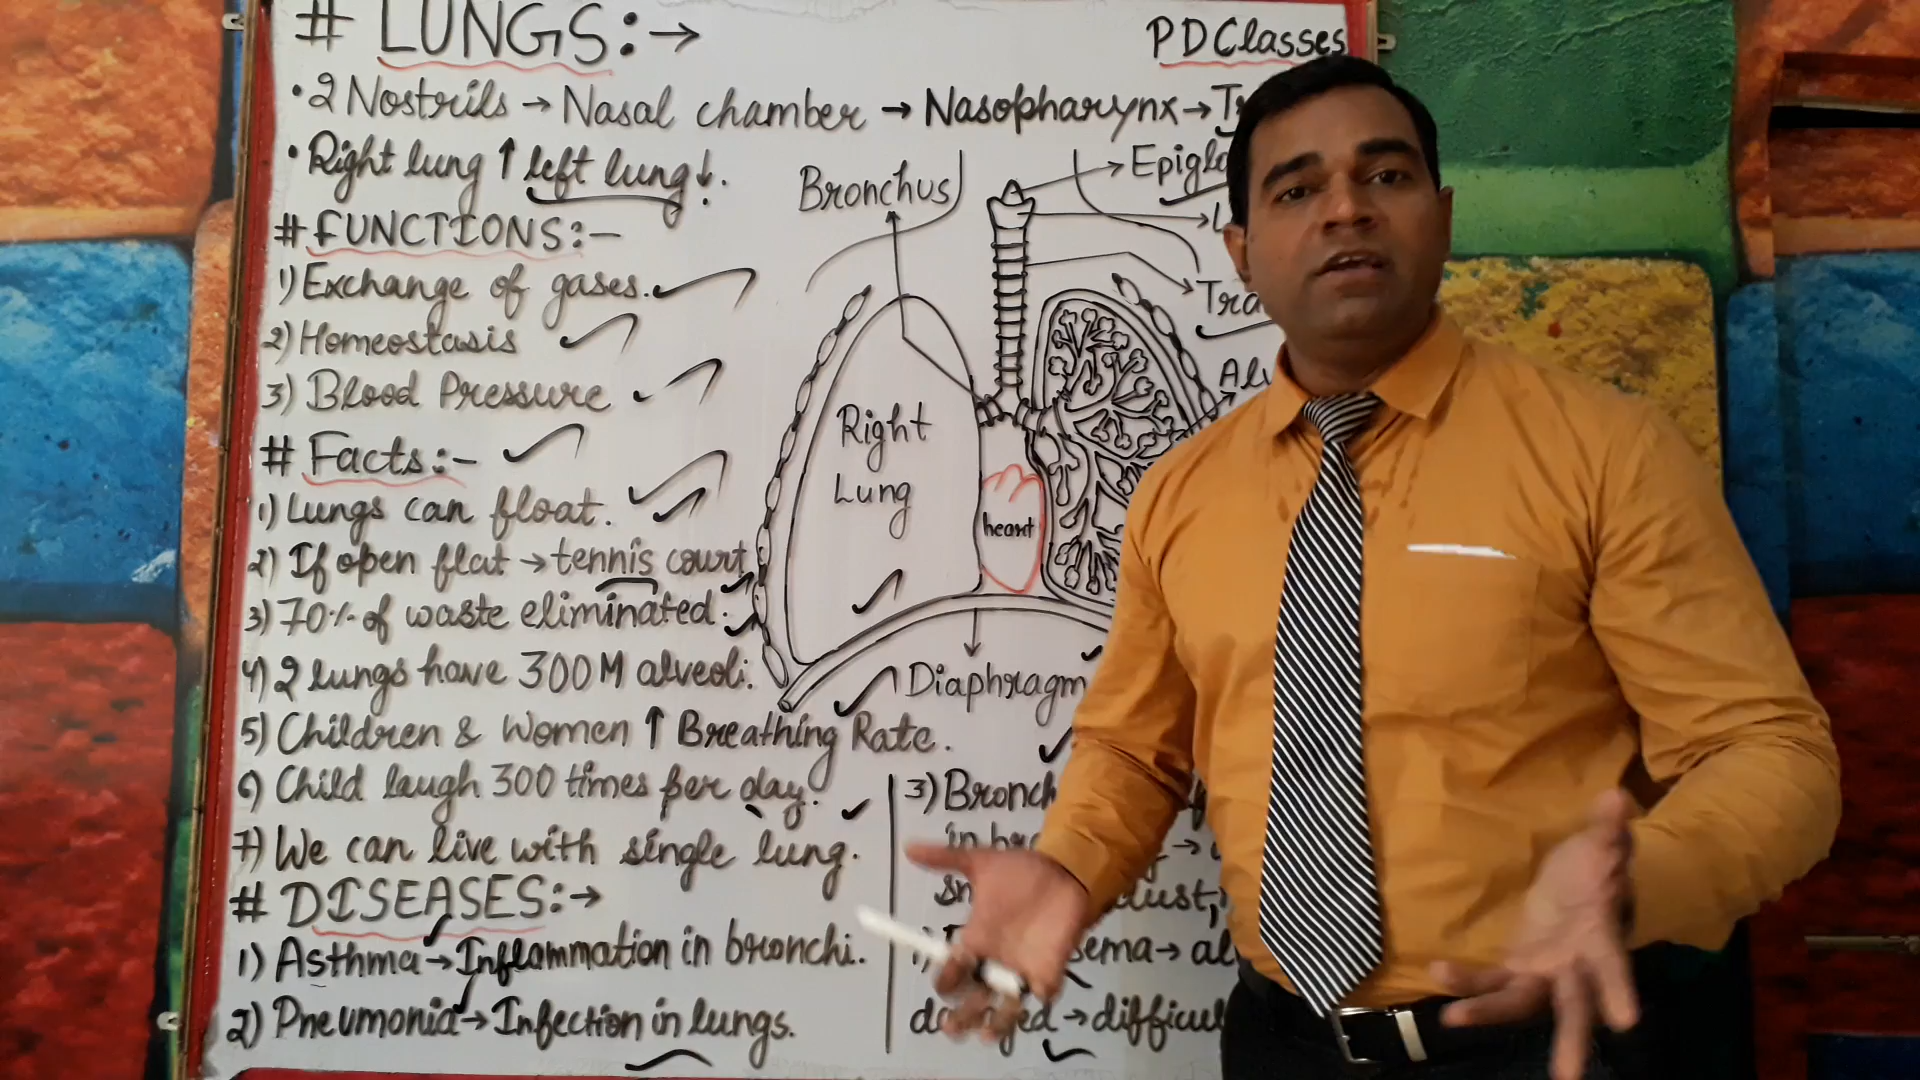 # LUNGS:→
PD Classes
• 2 Nostrils → Nasal chamber → Nasopharynx →
• Right lung ↑ left lung ↓.
# FUNCTIONS:-
1) Exchange of gases.
2) Homeostasis
3) Blood Pressure
# Facts:-
1) Lungs can float.
2) If open flat → tennis court
3) 70% of waste eliminated.
4) 2 lungs have 300M alveoli.
5) Children & Women ↑ Breathing Rate.
6) Child laugh 300 times per day.
7) We can live with single lung.
# DISEASES:→
1) Asthma → Inflammation in bronchi.
2) Pneumonia → Infection in lungs.
Bronchus
Right
Lung
heart
Diaphragm
3)
in
dust,
→ 
→